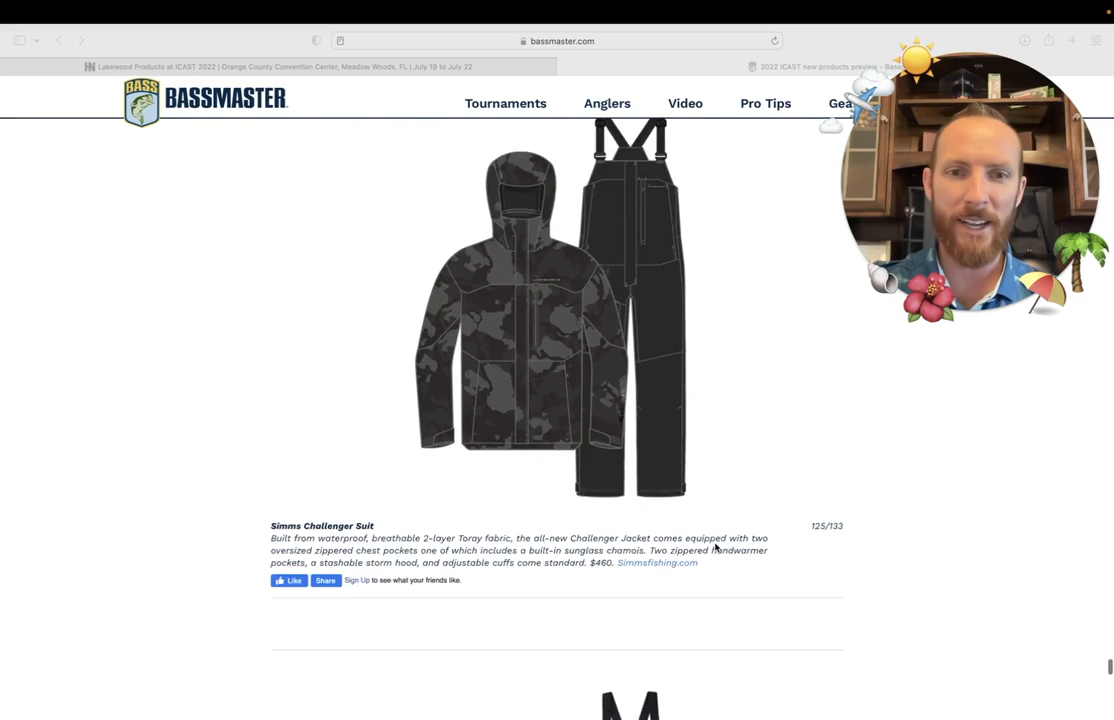 bassmaster.com
Lakewood Products at ICAST 2022 | Orange County Convention Center, Meadow Woods, FL | July 19 to July 22
2022 ICAST new products preview - Bass
BASS
BASSMASTER
Tournaments
Anglers
Video
Pro Tips
Gea
Simms Challenger Suit
125/133
Built from waterproof, breathable 2-layer Toray fabric, the all-new Challenger Jacket comes equipped with two
oversized zippered chest pockets one of which includes a built-in sunglass chamois. Two zippered handwarmer
pockets, a stashable storm hood, and adjustable cuffs come standard. $460. Simmsfishing.com
Like
Share
Sign Up to see what your friends like.